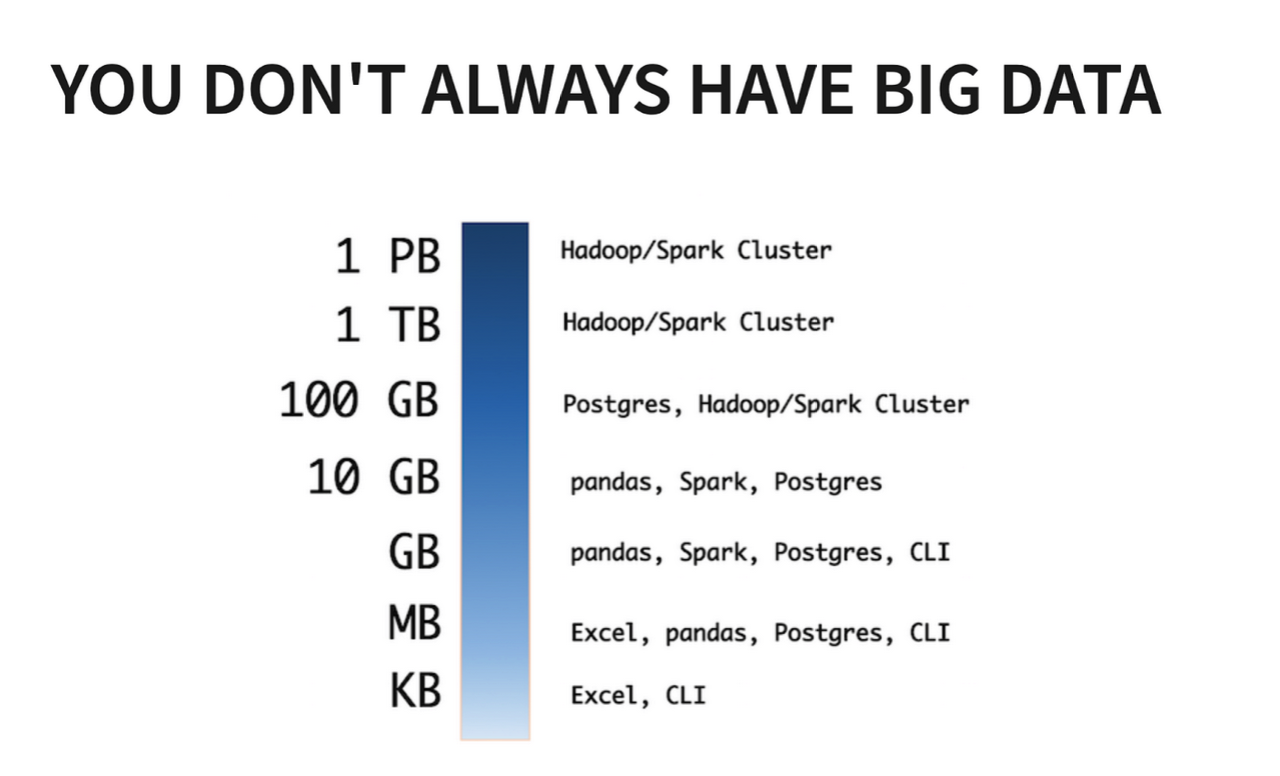 YOU DON'T ALWAYS HAVE BIG DATA
1 PB Hadoop/Spark Cluster
1 TB Hadoop/Spark Cluster
100 GB Postgres, Hadoop/Spark Cluster
10 GB pandas, Spark, Postgres
GB pandas, Spark, Postgres, CLI
MB Excel, pandas, Postgres, CLI
KB Excel, CLI